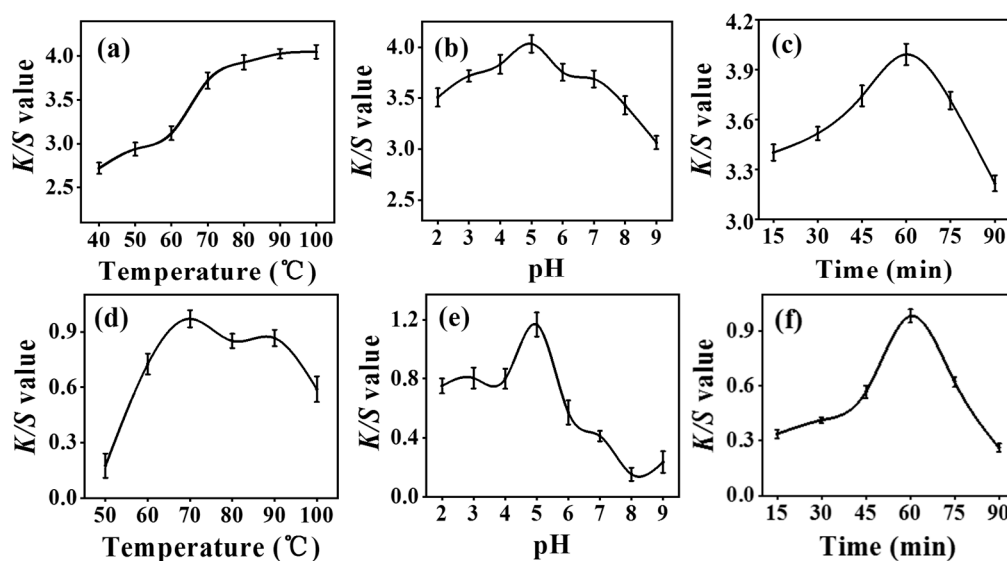 (a)
K/S value
4.0
3.5
3.0
2.5
40 50 60 70 80 90 100
Temperature (℃)
(b)
K/S value
4.0
3.5
3.0
2.5
2 3 4 5 6 7 8 9
pH
(c)
K/S value
4.2
3.9
3.6
3.3
3.0
15 30 45 60 75 90
Time (min)
(d)
K/S value
0.9
0.6
0.3
0.0
50 60 70 80 90 100
Temperature (℃)
(e)
K/S value
1.2
0.8
0.4
0.0
2 3 4 5 6 7 8 9
pH
(f)
K/S value
0.9
0.6
0.3
0.0
15 30 45 60 75 90
Time (min)